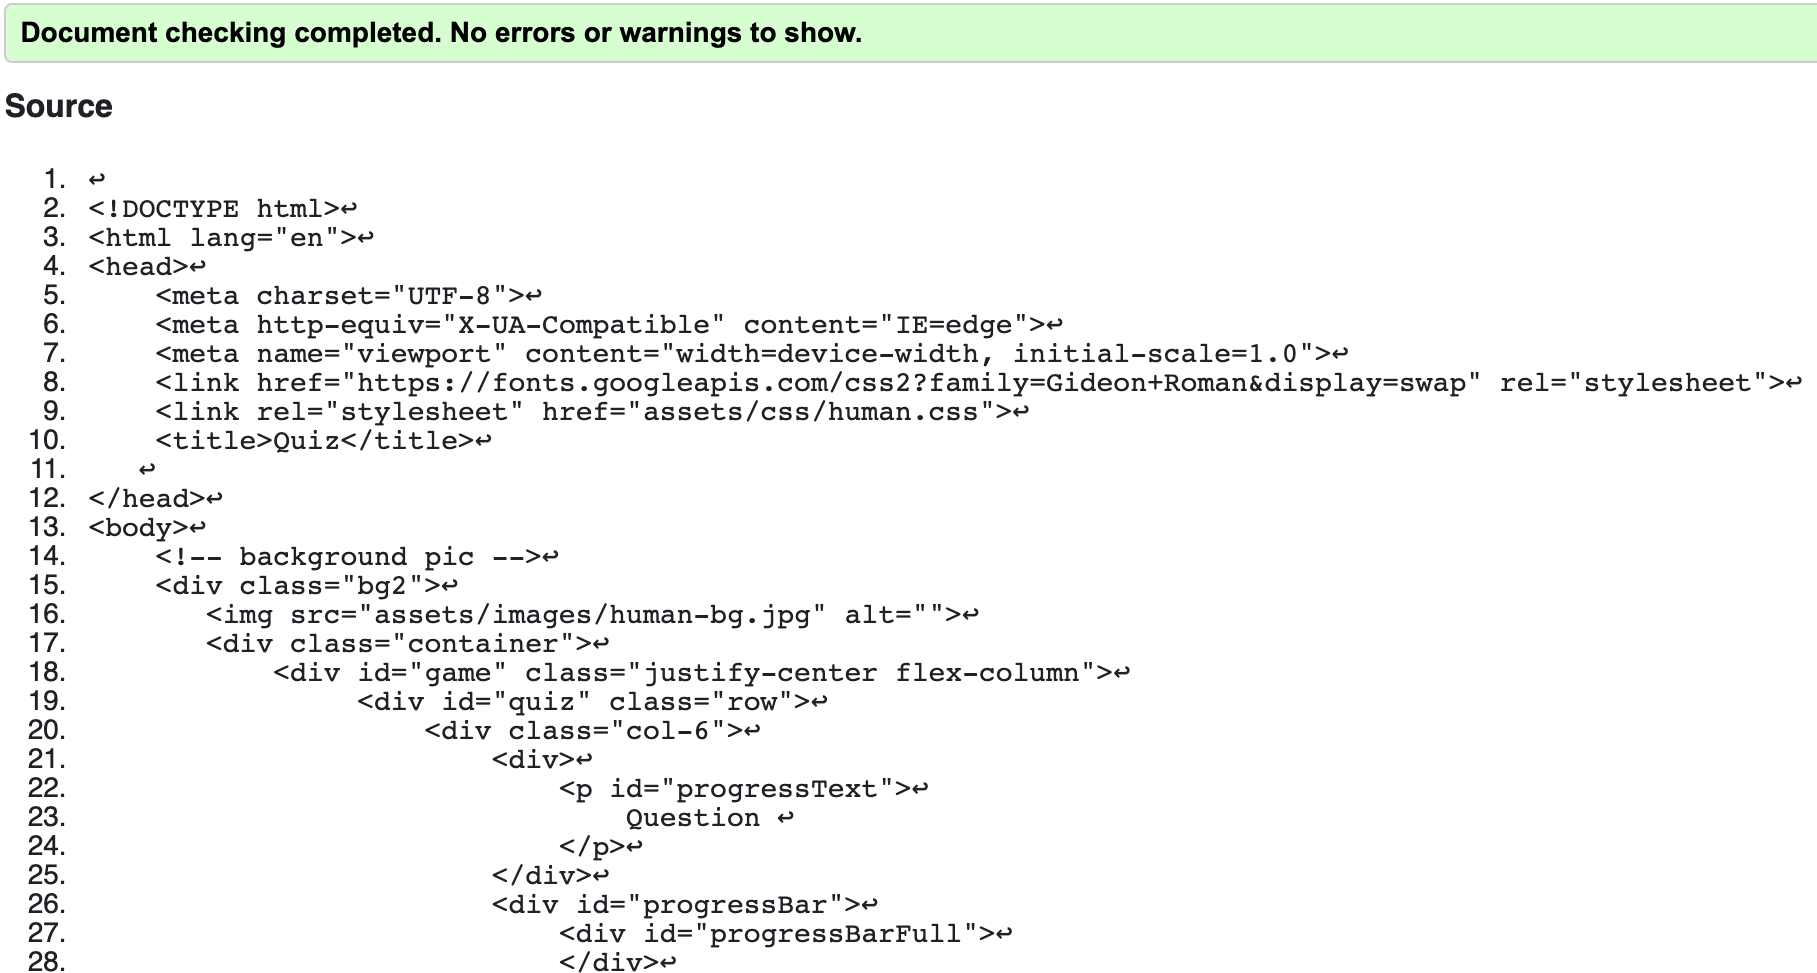 Document checking completed. No errors or warnings to show.
Source
1. ↩
2. <!DOCTYPE html>↩
3. <html lang="en">↩
4. <head>↩
5.     <meta charset="UTF-8">↩
6.     <meta http-equiv="X-UA-Compatible" content="IE=edge">↩
7.     <meta name="viewport" content="width=device-width, initial-scale=1.0">↩
8.     <link href="https://fonts.googleapis.com/css2?family=Gideon+Roman&display=swap" rel="stylesheet">↩
9.     <link rel="stylesheet" href="assets/css/human.css">↩
10.     <title>Quiz</title>↩
11.    ↩
12. </head>↩
13. <body>↩
14.     <!-- background pic -->↩
15.     <div class="bg2">↩
16.        <img src="assets/images/human-bg.jpg" alt="">↩
17.        <div class="container">↩
18.            <div id="game" class="justify-center flex-column">↩
19.                 <div id="quiz" class="row">↩
20.                     <div class="col-6">↩
21.                         <div>↩
22.                             <p id="progressText">↩
23.                                 Question ↩
24.                             </p>↩
25.                         </div>↩
26.                         <div id="progressBar">↩
27.                             <div id="progressBarFull">↩
28.                             </div>↩